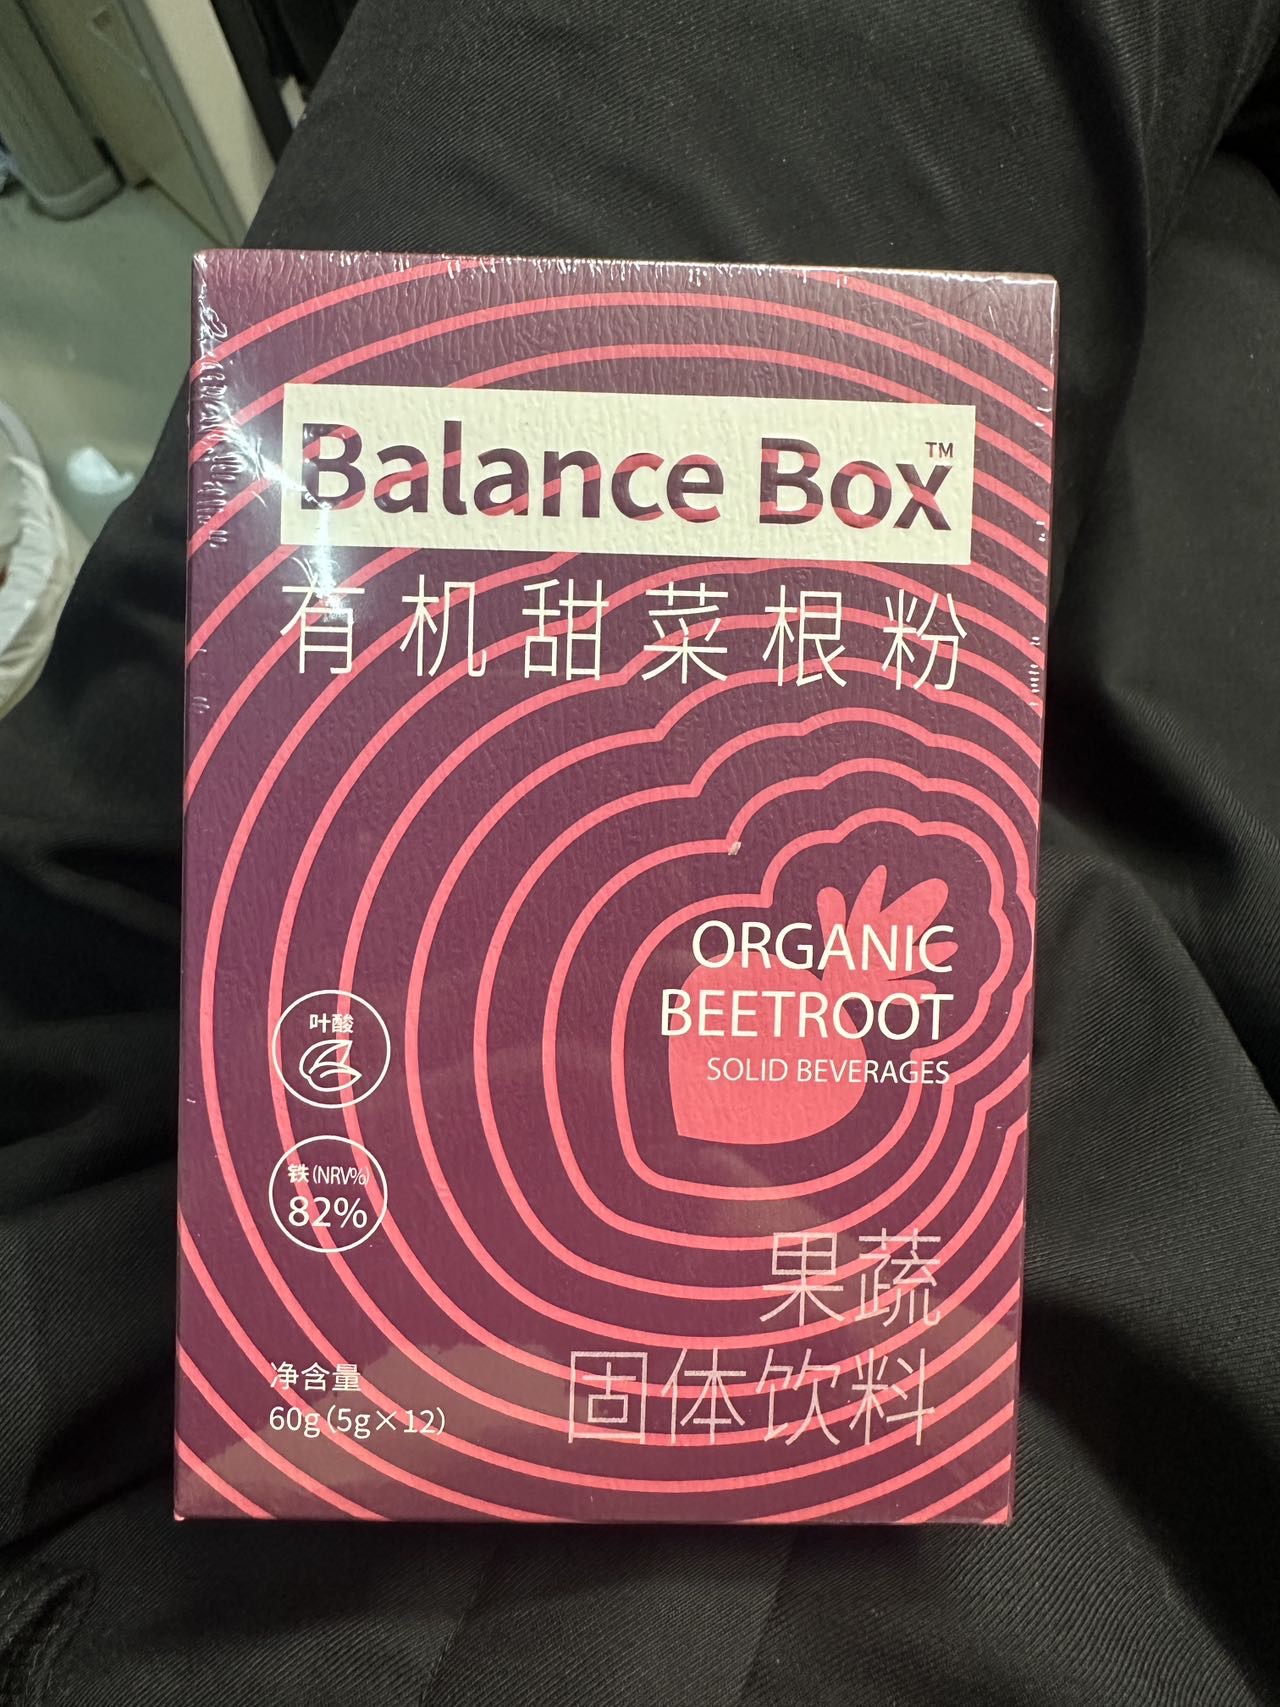 Balance Box™
有机甜菜根粉
ORGANIC
BEETROOT
SOLID BEVERAGES
叶酸
铁(NRV%)
82%
果蔬
固体饮料
净含量
60g(5g×12)